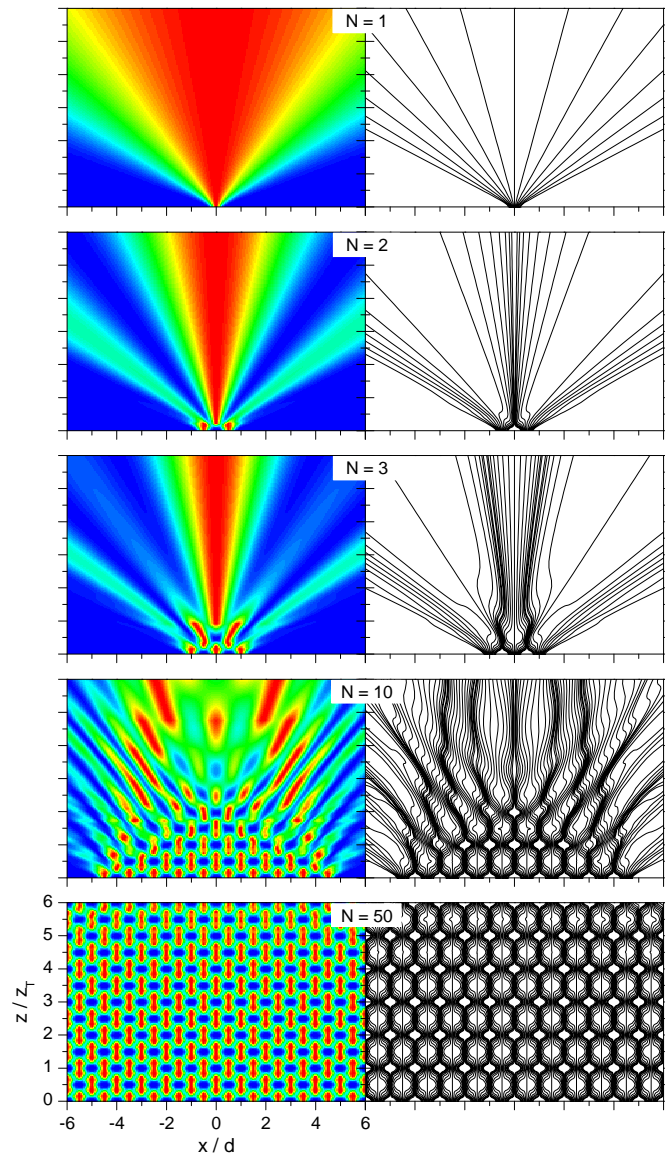 N = 1
N = 2
N = 3
N = 10
N = 50
6
5
4
3
2
1
0
z / z_T
-6 -4 -2 0 2 4 6
x / d